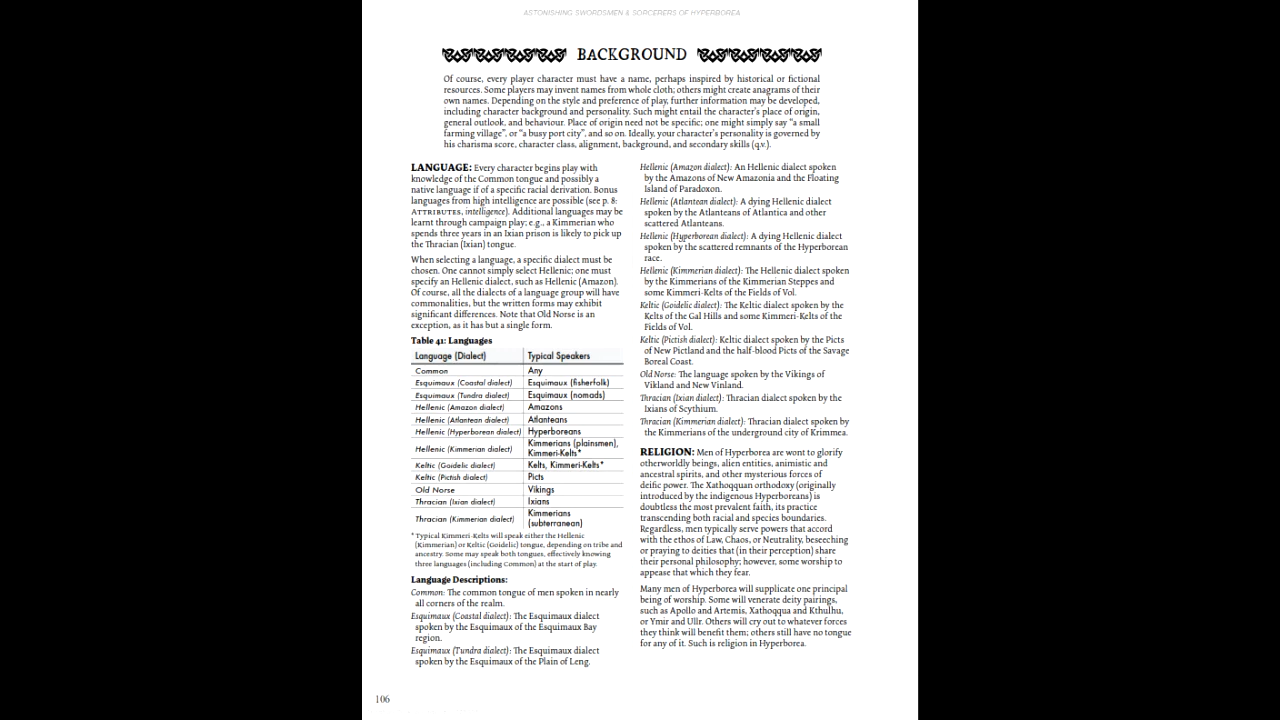 ASTONISHING SWORDSMEN & SORCERERS OF HYPERBOREA
BACKGROUND
Of course, every player character must have a name, perhaps inspired by historical or fictional
resources. Some players may invent names from whole cloth; others might create anagrams of their
own names. Depending on the style and preference of play, further information may be developed,
including character background and personality. Such might entail the character's place of origin,
general outlook, and behaviour. Place of origin need not be specific; one might simply say "a small
farming village", or "a busy port city", and so on. Ideally, your character's personality is governed by
his charisma score, character class, alignment, background, and secondary skills (q.v.).
LANGUAGE: Every character begins play with
knowledge of the Common tongue and possibly a
native language if of a specific racial derivation. Bonus
languages from high intelligence are possible (see p. 8:
ATTRIBUTES, intelligence). Additional languages may be
learnt through campaign play; e.g., a Kimmerian who
spends three years in an Ixian prison is likely to pick up
the Thracian (Ixian) tongue.
When selecting a language, a specific dialect must be
chosen. One cannot simply select Hellenic; one must
specify an Hellenic dialect, such as Hellenic (Amazon).
Of course, all the dialects of a language group will have
commonalities, but the written forms may exhibit
significant differences. Note that Old Norse is an
exception, as it has but a single form.
Table 41: Languages
Language (Dialect) Typical Speakers
Common Any
Esquimaux (Coastal dialect) Esquimaux (fisherfolk)
Esquimaux (Tundra dialect) Esquimaux (nomads)
Hellenic (Amazon dialect) Amazons
Hellenic (Atlantean dialect) Atlanteans
Hellenic (Hyperborean dialect) Hyperboreans
Hellenic (Kimmerian dialect) Kimmerians (plainsmen),
Kimmeri-Kelts*
Keltic (Goidelic dialect) Kelts, Kimmeri-Kelts*
Keltic (Pictish dialect) Picts
Old Norse Vikings
Thracian (Ixian dialect) Ixians
Thracian (Kimmerian dialect) Kimmerians
(subterranean)
* Typical Kimmeri-Kelts will speak either the Hellenic
(Kimmerian) or Keltic (Goidelic) tongue, depending on tribe and
ancestry. Some may speak both tongues, effectively knowing
three languages (including Common) at the start of play.
Language Descriptions:
Common: The common tongue of men spoken in nearly
all corners of the realm.
Esquimaux (Coastal dialect): The Esquimaux dialect
spoken by the Esquimaux of the Esquimaux Bay
region.
Esquimaux (Tundra dialect): The Esquimaux dialect
spoken by the Esquimaux of the Plain of Leng.
Hellenic (Amazon dialect): An Hellenic dialect spoken
by the Amazons of New Amazonia and the Floating
Island of Paradoxon.
Hellenic (Atlantean dialect): A dying Hellenic dialect
spoken by the Atlanteans of Atlantica and other
scattered Atlanteans.
Hellenic (Hyperborean dialect): A dying Hellenic dialect
spoken by the scattered remnants of the Hyperborean
race.
Hellenic (Kimmerian dialect): The Hellenic dialect spoken
by the Kimmerians of the Kimmerian Steppes and
some Kimmeri-Kelts of the Fields of Vol.
Keltic (Goidelic dialect): The Keltic dialect spoken by the
Kelts of the Gal Hills and some Kimmeri-Kelts of the
Fields of Vol.
Keltic (Pictish dialect): Keltic dialect spoken by the Picts
of New Pictland and the half-blood Picts of the Savage
Boreal Coast.
Old Norse: The language spoken by the Vikings of
Vikland and New Vinland.
Thracian (Ixian dialect): Thracian dialect spoken by the
Ixians of Scythium.
Thracian (Kimmerian dialect): Thracian dialect spoken by
the Kimmerians of the underground city of Krimmea.
RELIGION: Men of Hyperborea are wont to glorify
otherworldly beings, alien entities, animistic and
ancestral spirits, and other mysterious forces of
deific power. The Xathoqquan orthodoxy (originally
introduced by the indigenous Hyperboreans) is
doubtless the most prevalent faith, its practice
transcending both racial and species boundaries.
Regardless, men typically serve powers that accord
with the ethos of Law, Chaos, or Neutrality, beseeching
or praying to deities that (in their perception) share
their personal philosophy; however, some worship to
appease that which they fear.
Many men of Hyperborea will supplicate one principal
being of worship. Some will venerate deity pairings,
such as Apollo and Artemis, Xathoqqua and Kthulhu,
or Ymir and Ullr. Others will cry out to whatever forces
they think will benefit them; others still have no tongue
for any of it. Such is religion in Hyperborea.
106